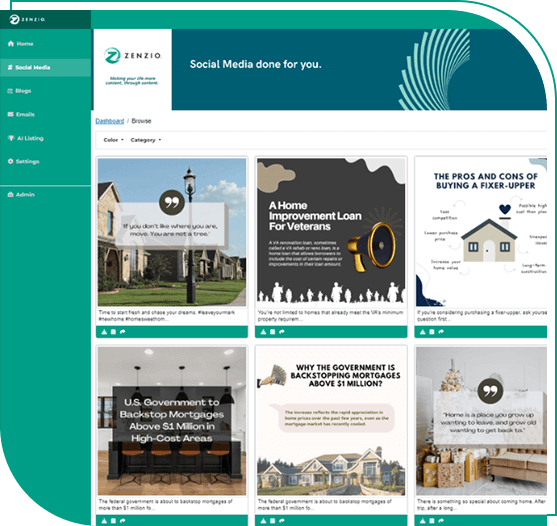 ZENZIO
Home
Social Media
Blogs
Emails
AI Listing
Settings
Admin
ZENZIO
Making your life more
content, through content.
Social Media done for you.
Dashboard / Browse
Color
Category
"If you don't like where you are,
move. You are not a tree."
Time to start fresh and chase your dreams. #leaveyourmark
#newhome #homesweethom...
A Home
Improvement Loan
For Veterans
A VA renovation loan, sometimes
called a VA rehab or reno loan, is
a home loan that allows borrowers to
include the cost of certain repairs or
improvements in their loan amount.
You're not limited to homes that already meet the VA's minimum
property requirem...
THE PROS AND CONS OF
BUYING A FIXER-UPPER
Less
competition
Possible high
cost than plan
Lower purchase
price
Unexpec
issues
Increase your
home value
Long-term
construction
If you're considering purchasing a fixer-upper, ask yourse
question first...
U.S. Government to
Backstop Mortgages
Above $1 Million in
High-Cost Areas
The federal government is about to backstop mortgages of
more than $1 million fo...
WHY THE GOVERNMENT IS
BACKSTOPPING MORTGAGES
ABOVE $1 MILLION?
The increase reflects the rapid appreciation in
home prices over the past few years, even as the
mortgage market has recently cooled.
The federal government is about to backstop mortgages of
more than $1 million fo...
"Home is a place you grow up
wanting to leave, and grow old
wanting to get back to."
There is something so special about coming home. After
trip, after a long...